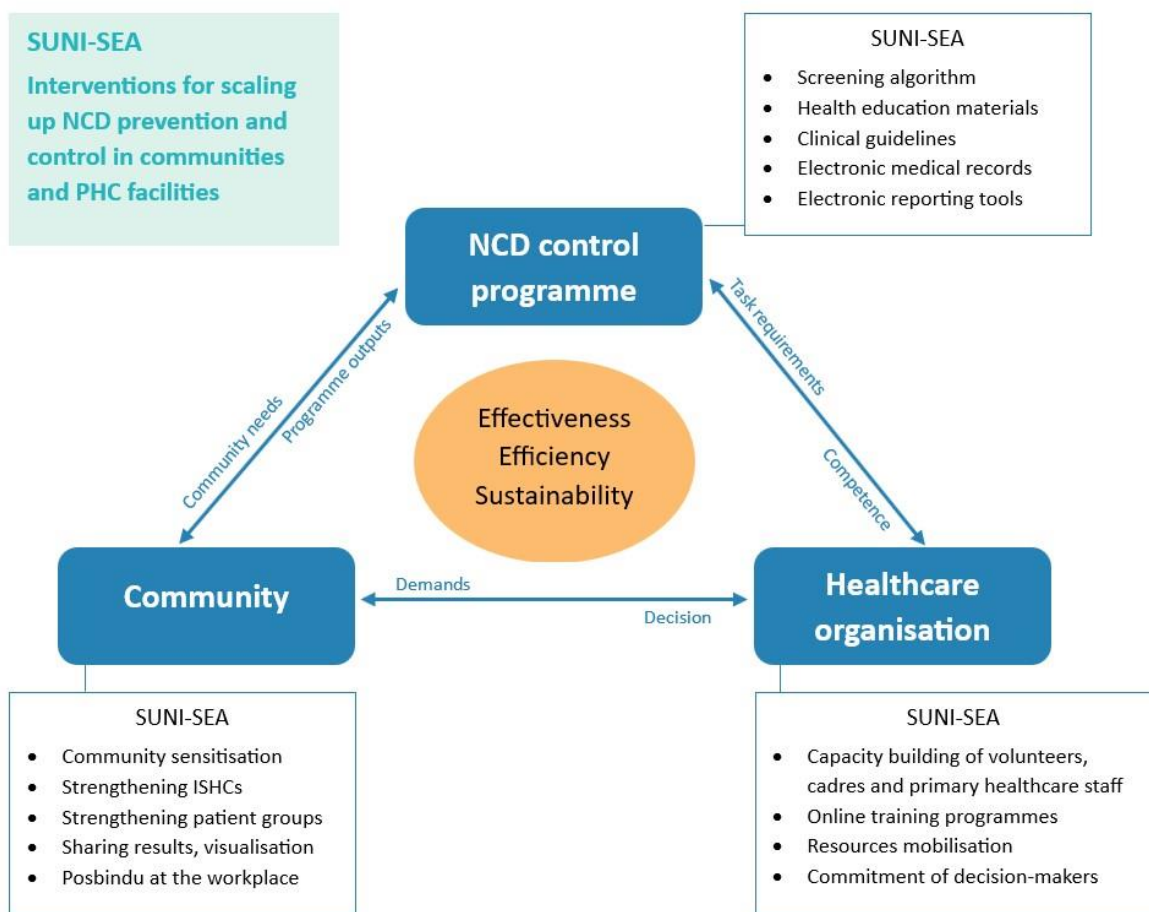 SUNI-SEA
Interventions for scaling
up NCD prevention and
control in communities
and PHC facilities
SUNI-SEA
• Screening algorithm
• Health education materials
• Clinical guidelines
• Electronic medical records
• Electronic reporting tools
NCD control
programme
Community needs
Programme outputs
Task requirements
Competence
Effectiveness
Efficiency
Sustainability
Community
Demands
Decision
Healthcare
organisation
SUNI-SEA
• Community sensitisation
• Strengthening ISHCs
• Strengthening patient groups
• Sharing results, visualisation
• Posbindu at the workplace
SUNI-SEA
• Capacity building of volunteers,
cadres and primary healthcare staff
• Online training programmes
• Resources mobilisation
• Commitment of decision-makers